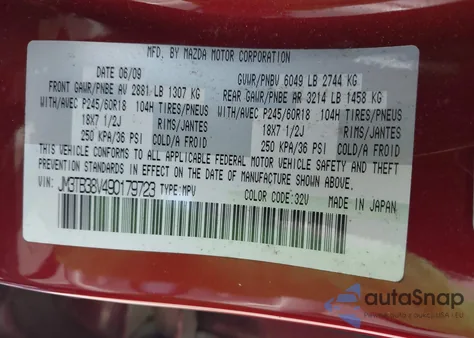 MFD. BY MAZDA MOTOR CORPORATION
DATE 06/09 GVWR/PNBV 6049 LB 2744 KG
FRONT GAWR/PNBE AV 2881 LB 1307 KG REAR GAWR/PNBE AR 3214 LB 1458 KG
WITH/AVEC P245/60R18 104H TIRES/PNEUS WITH/AVEC P245/60R18 104H TIRES/PNEUS
18X7 1/2J RIMS/JANTES 18X7 1/2J RIMS/JANTES
250 KPA/36 PSI COLD/A FROID 250 KPA/36 PSI COLD/A FROID
THIS VEHICLE CONFORMS TO ALL APPLICABLE FEDERAL MOTOR VEHICLE SAFETY AND
THEFT PREVENTION STANDARDS IN EFFECT ON THE DATE OF MANUFACTURE SHOWN ABOVE.
VIN: JM3TB38V490179723 TYPE:MPV COLOR CODE:32V MADE IN JAPAN
autoSnap